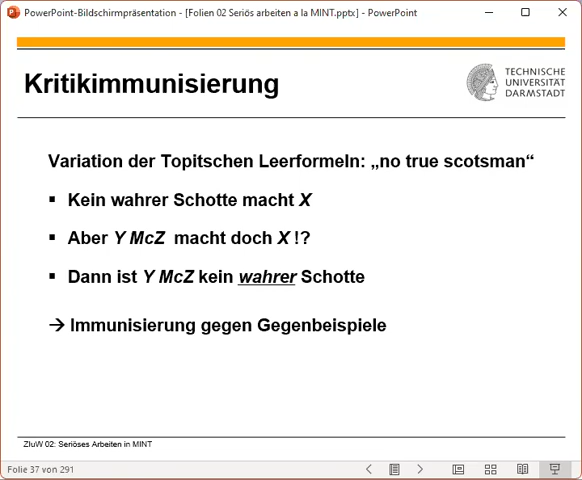 PowerPoint-Bildschirmpräsentation - [Folien 02 Seriös arbeiten a la MINT.pptx] - PowerPoint
Kritikimmunisierung
TECHNISCHE
UNIVERSITÄT
DARMSTADT
Variation der Topitschen Leerformeln: „no true scotsman“
▪ Kein wahrer Schotte macht X
▪ Aber Y McZ macht doch X !?
▪ Dann ist Y McZ kein wahrer Schotte
→ Immunisierung gegen Gegenbeispiele
ZIuW 02: Seriöses Arbeiten in MINT
Folie 37 von 291